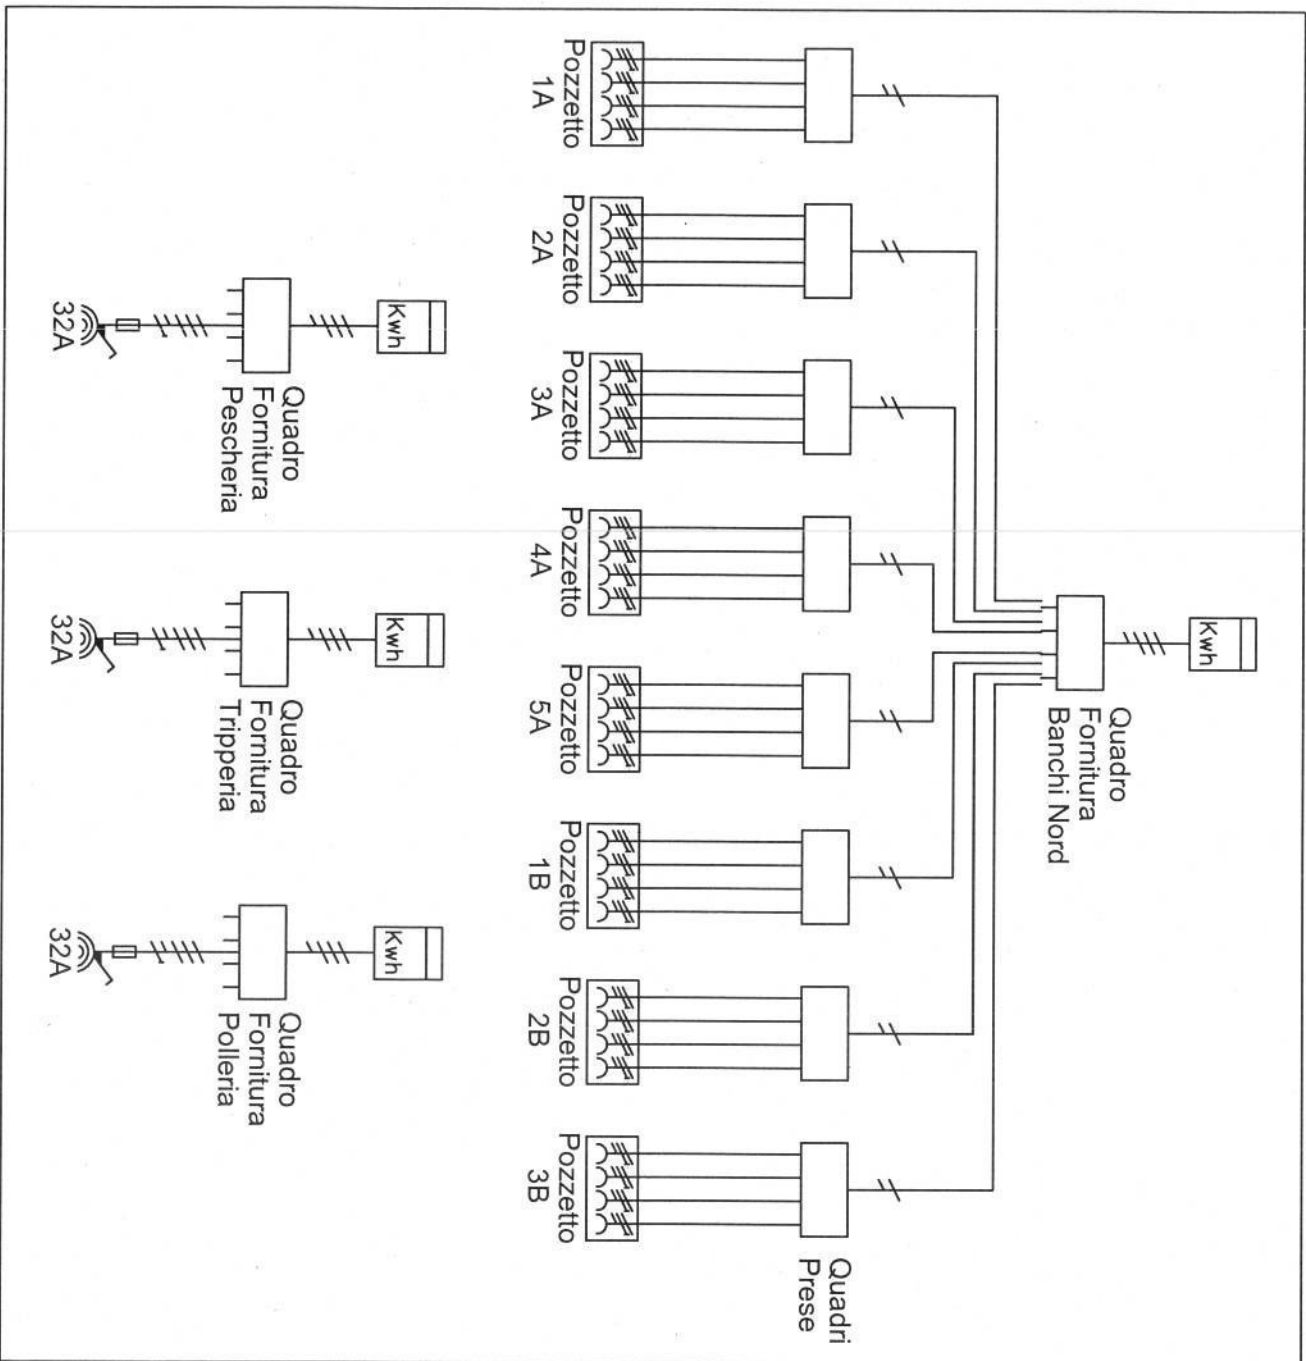 Kwh
Quadro
Fornitura
Banchi Nord
Quadri
Prese
Pozzetto
1A
Pozzetto
2A
Pozzetto
3A
Pozzetto
4A
Pozzetto
5A
Pozzetto
1B
Pozzetto
2B
Pozzetto
3B
Kwh
Quadro
Fornitura
Pescheria
32A
Kwh
Quadro
Fornitura
Tripperia
32A
Kwh
Quadro
Fornitura
Polleria
32A